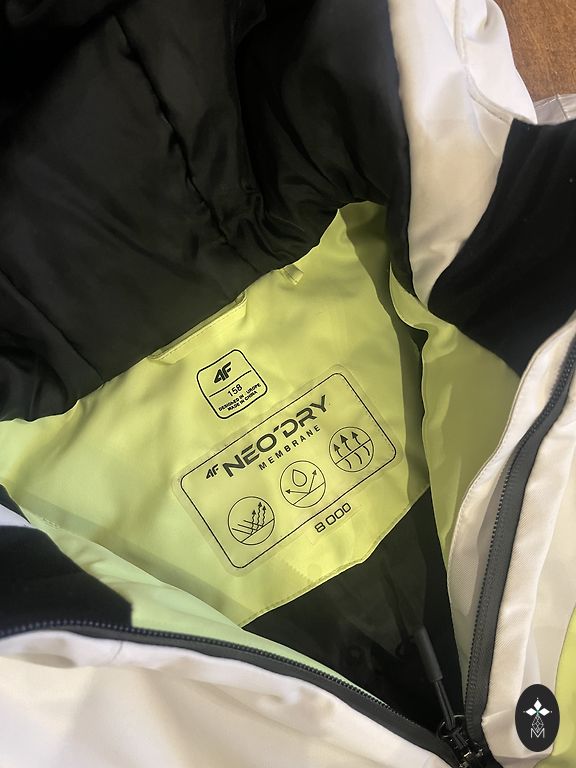 4F
158
DESIGNED IN EUROPE
MADE IN CHINA
4F NEO'DRY
MEMBRANE
8 000
M